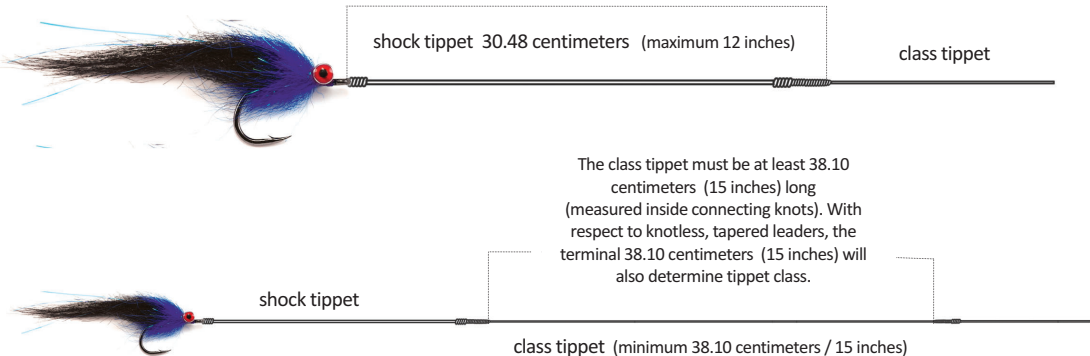 shock tippet 30.48 centimeters (maximum 12 inches)
class tippet
The class tippet must be at least 38.10
centimeters (15 inches) long
(measured inside connecting knots). With
respect to knotless, tapered leaders, the
terminal 38.10 centimeters (15 inches) will
also determine tippet class.
shock tippet
class tippet (minimum 38.10 centimeters / 15 inches)